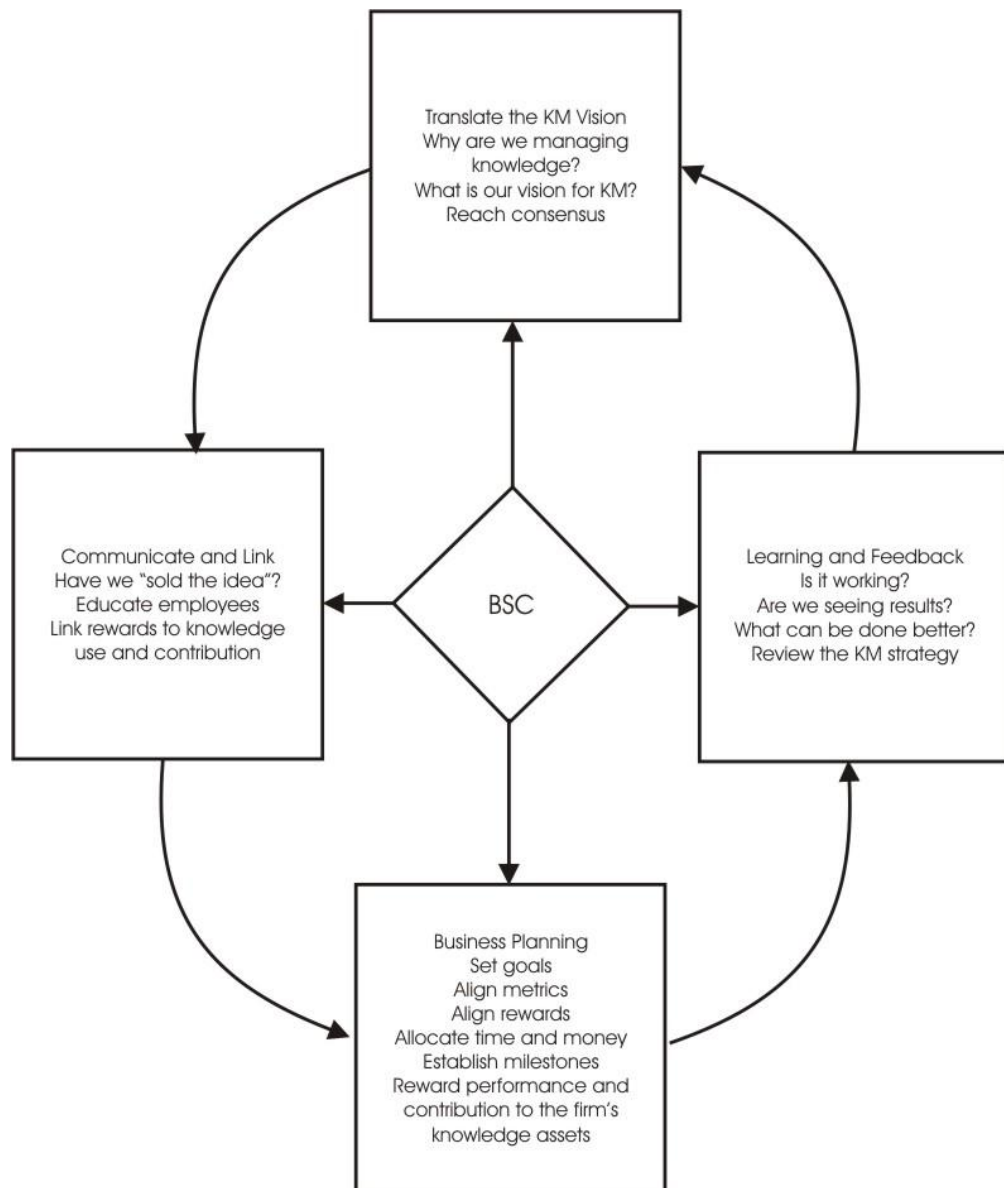 Translate the KM Vision
Why are we managing
knowledge?
What is our vision for KM?
Reach consensus
Communicate and Link
Have we “sold the idea”?
Educate employees
Link rewards to knowledge
use and contribution
BSC
Learning and Feedback
Is it working?
Are we seeing results?
What can be done better?
Review the KM strategy
Business Planning
Set goals
Align metrics
Align rewards
Allocate time and money
Establish milestones
Reward performance and
contribution to the firm’s
knowledge assets